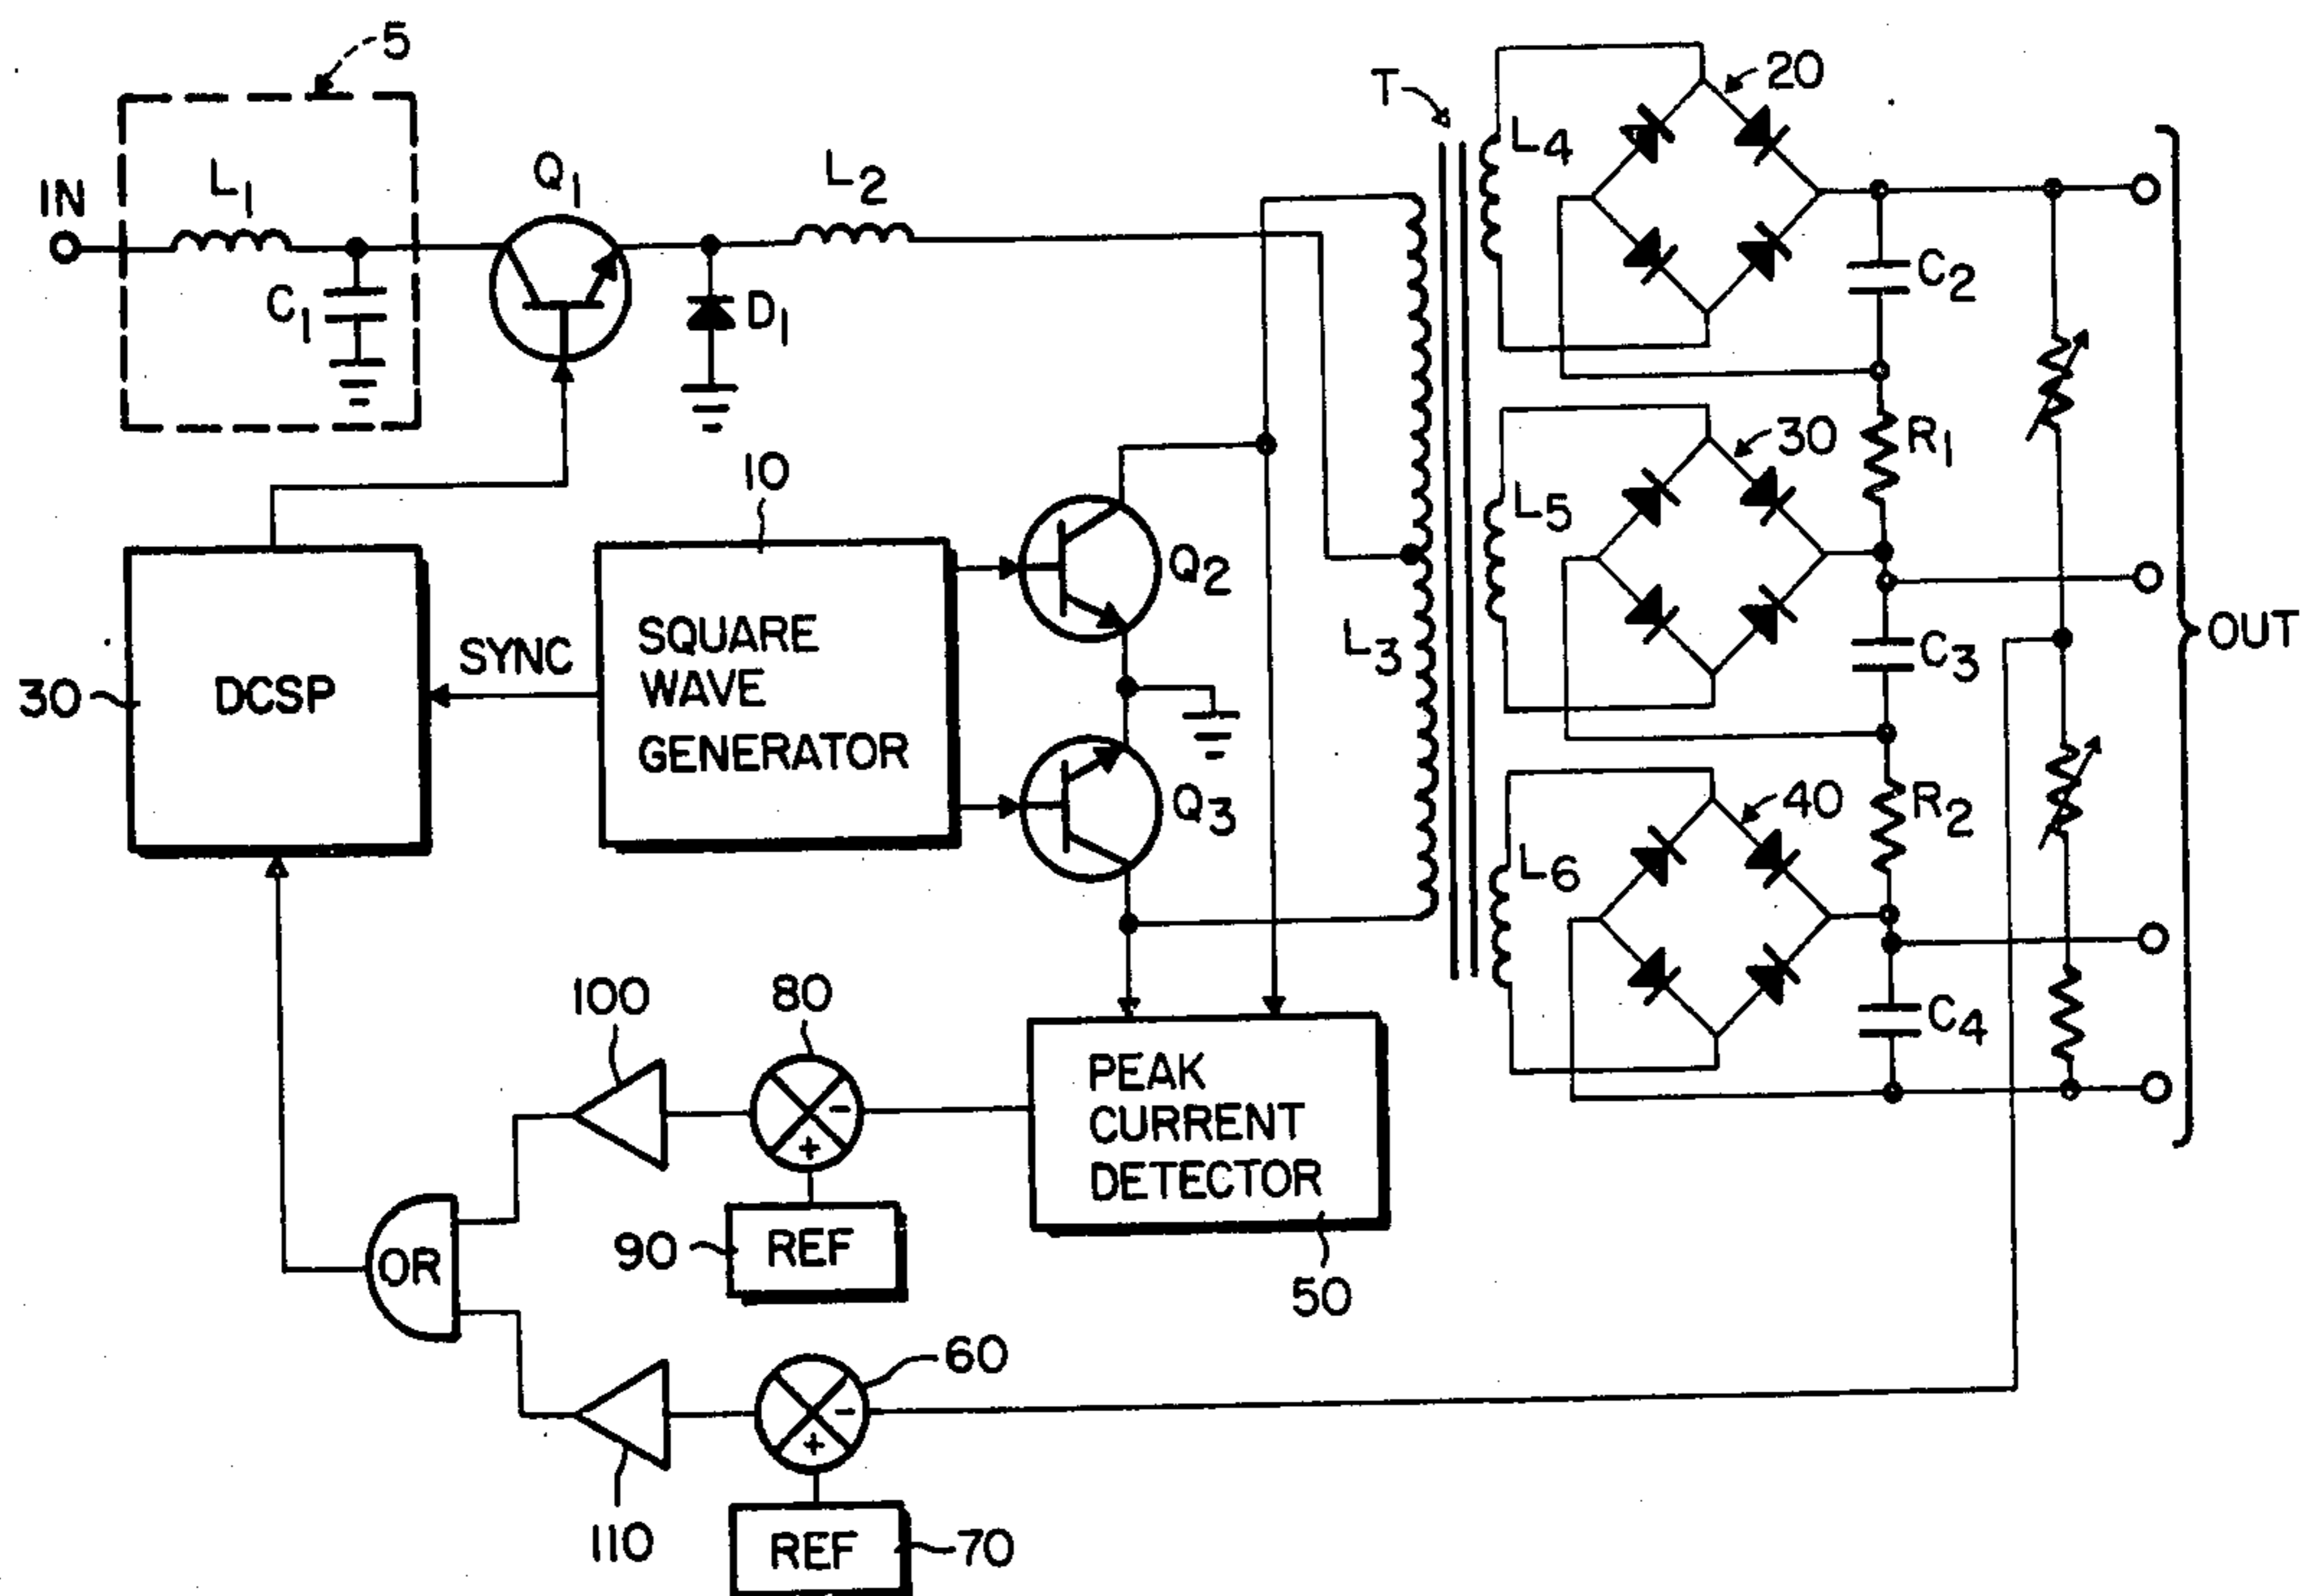 5
IN
L1
C1
Q1
D1
L2
T
L4
20
C2
R1
L5
30
C3
OUT
L3
R2
L6
40
C4
10
SQUARE
WAVE
GENERATOR
Q2
Q3
SYNC
30
DCSP
100
80
-
+
90
REF
PEAK
CURRENT
DETECTOR
50
OR
60
-
+
110
REF
70